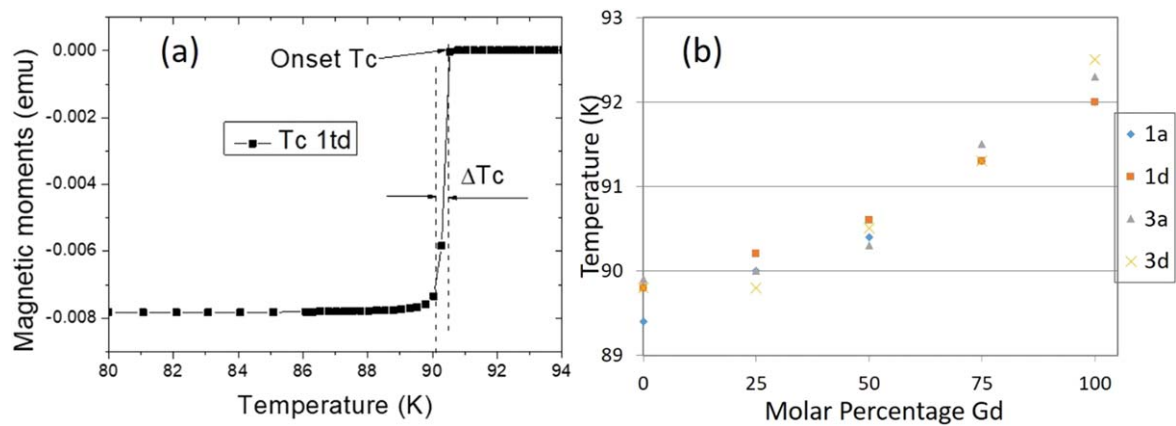 (a)
Onset Tc
Tc 1td
ΔTc
Magnetic moments (emu)
0.000
-0.002
-0.004
-0.006
-0.008
80 82 84 86 88 90 92 94
Temperature (K)
(b)
Temperature (K)
93
92
91
90
89
0 25 50 75 100
Molar Percentage Gd
1a
1d
3a
3d